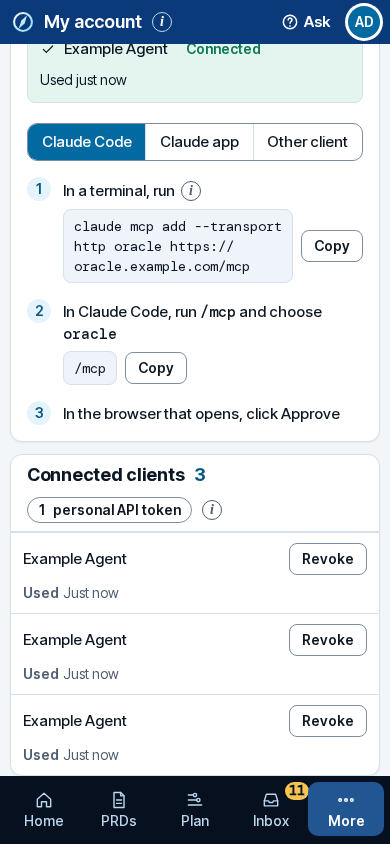 My account i Ask AD
Example Agent Connected
Used just now
Claude Code Claude app Other client
1 In a terminal, run i
claude mcp add --transport
http oracle https://
oracle.example.com/mcp
Copy
2 In Claude Code, run /mcp and choose
oracle
/mcp Copy
3 In the browser that opens, click Approve
Connected clients 3
1 personal API token i
Example Agent Revoke
Used Just now
Example Agent Revoke
Used Just now
Example Agent Revoke
Used Just now
11
Home PRDs Plan Inbox More